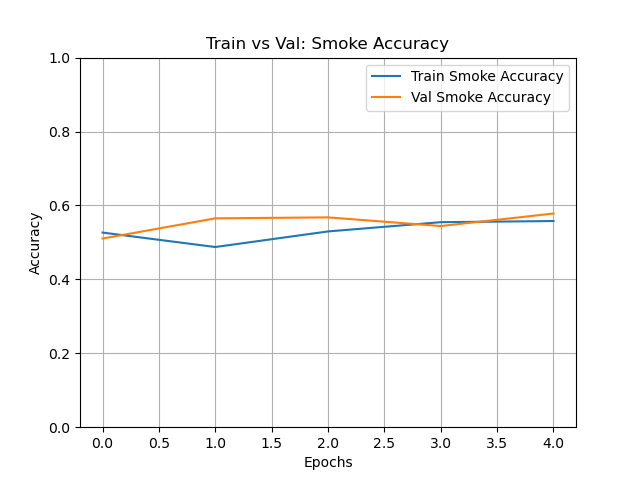 Train vs Val: Smoke Accuracy
Train Smoke Accuracy
Val Smoke Accuracy
1.0
0.8
0.6
0.4
0.2
0.0
Accuracy
0.0 0.5 1.0 1.5 2.0 2.5 3.0 3.5 4.0
Epochs